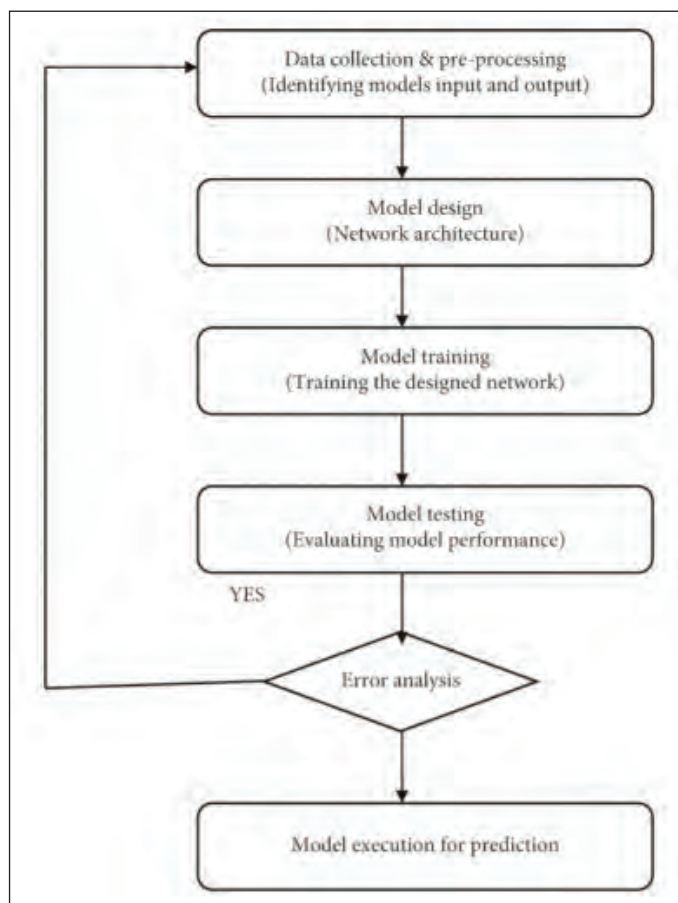 Data collection & pre-processing
(Identifying models input and output)
Model design
(Network architecture)
Model training
(Training the designed network)
Model testing
(Evaluating model performance)
YES
Error analysis
Model execution for prediction